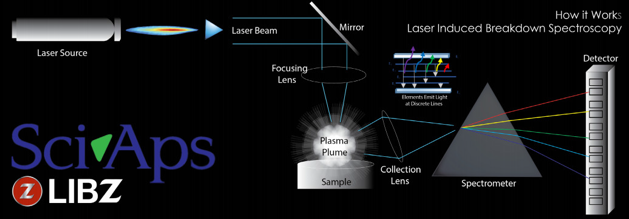 How it Works
Laser Induced Breakdown Spectroscopy
Laser Source
Laser Beam
Mirror
Focusing
Lens
Elements Emit Light
at Discrete Lines
Detector
Plasma
Plume
Sample
Collection
Lens
Spectrometer
SciAps
Z LIBZ